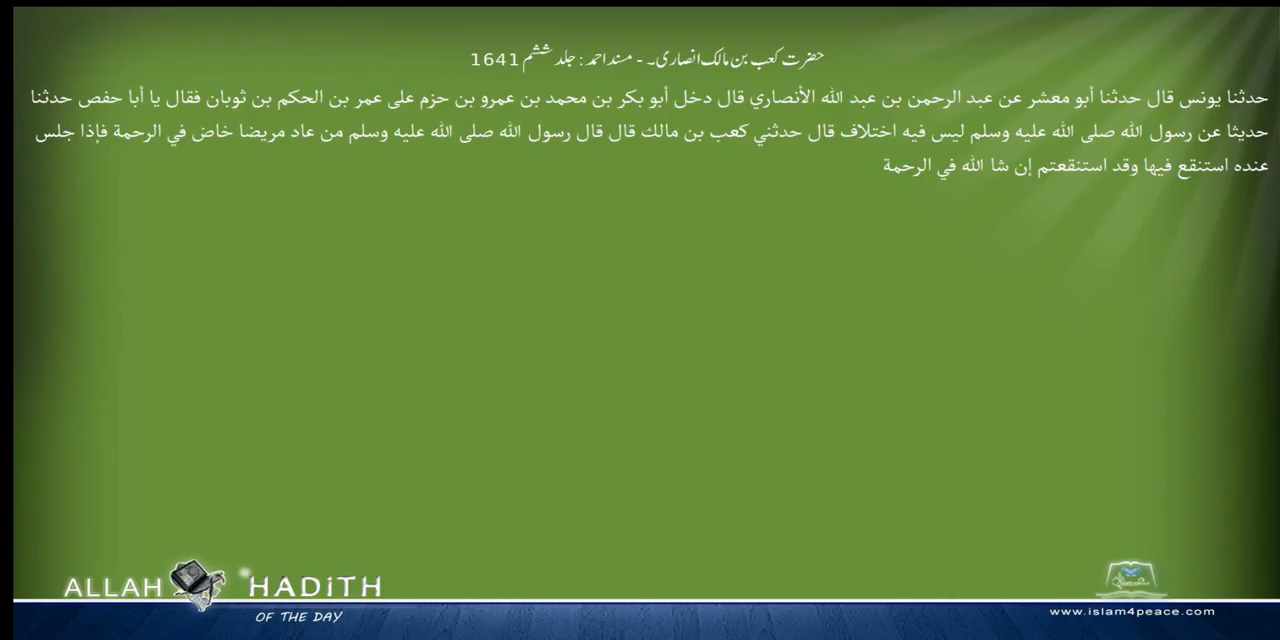 حضرت کعب بن مالک انصاری۔ - مسند احمد : جلد ششم 1641
حدثنا يونس قال حدثنا أبو معشر عن عبد الرحمن بن عبد الله الأنصاري قال دخل أبو بكر بن محمد بن عمرو بن حزم على عمر بن الحكم بن ثوبان فقال يا أبا حفص حدثنا
حديثا عن رسول الله صلى الله عليه وسلم ليس فيه اختلاف قال حدثني كعب بن مالك قال قال رسول الله صلى الله عليه وسلم من عاد مريضا خاض في الرحمة فإذا جلس
عنده استنقع فيها وقد استنقعتم إن شا الله في الرحمة
ALLAH HADITH
OF THE DAY
www.islam4peace.com